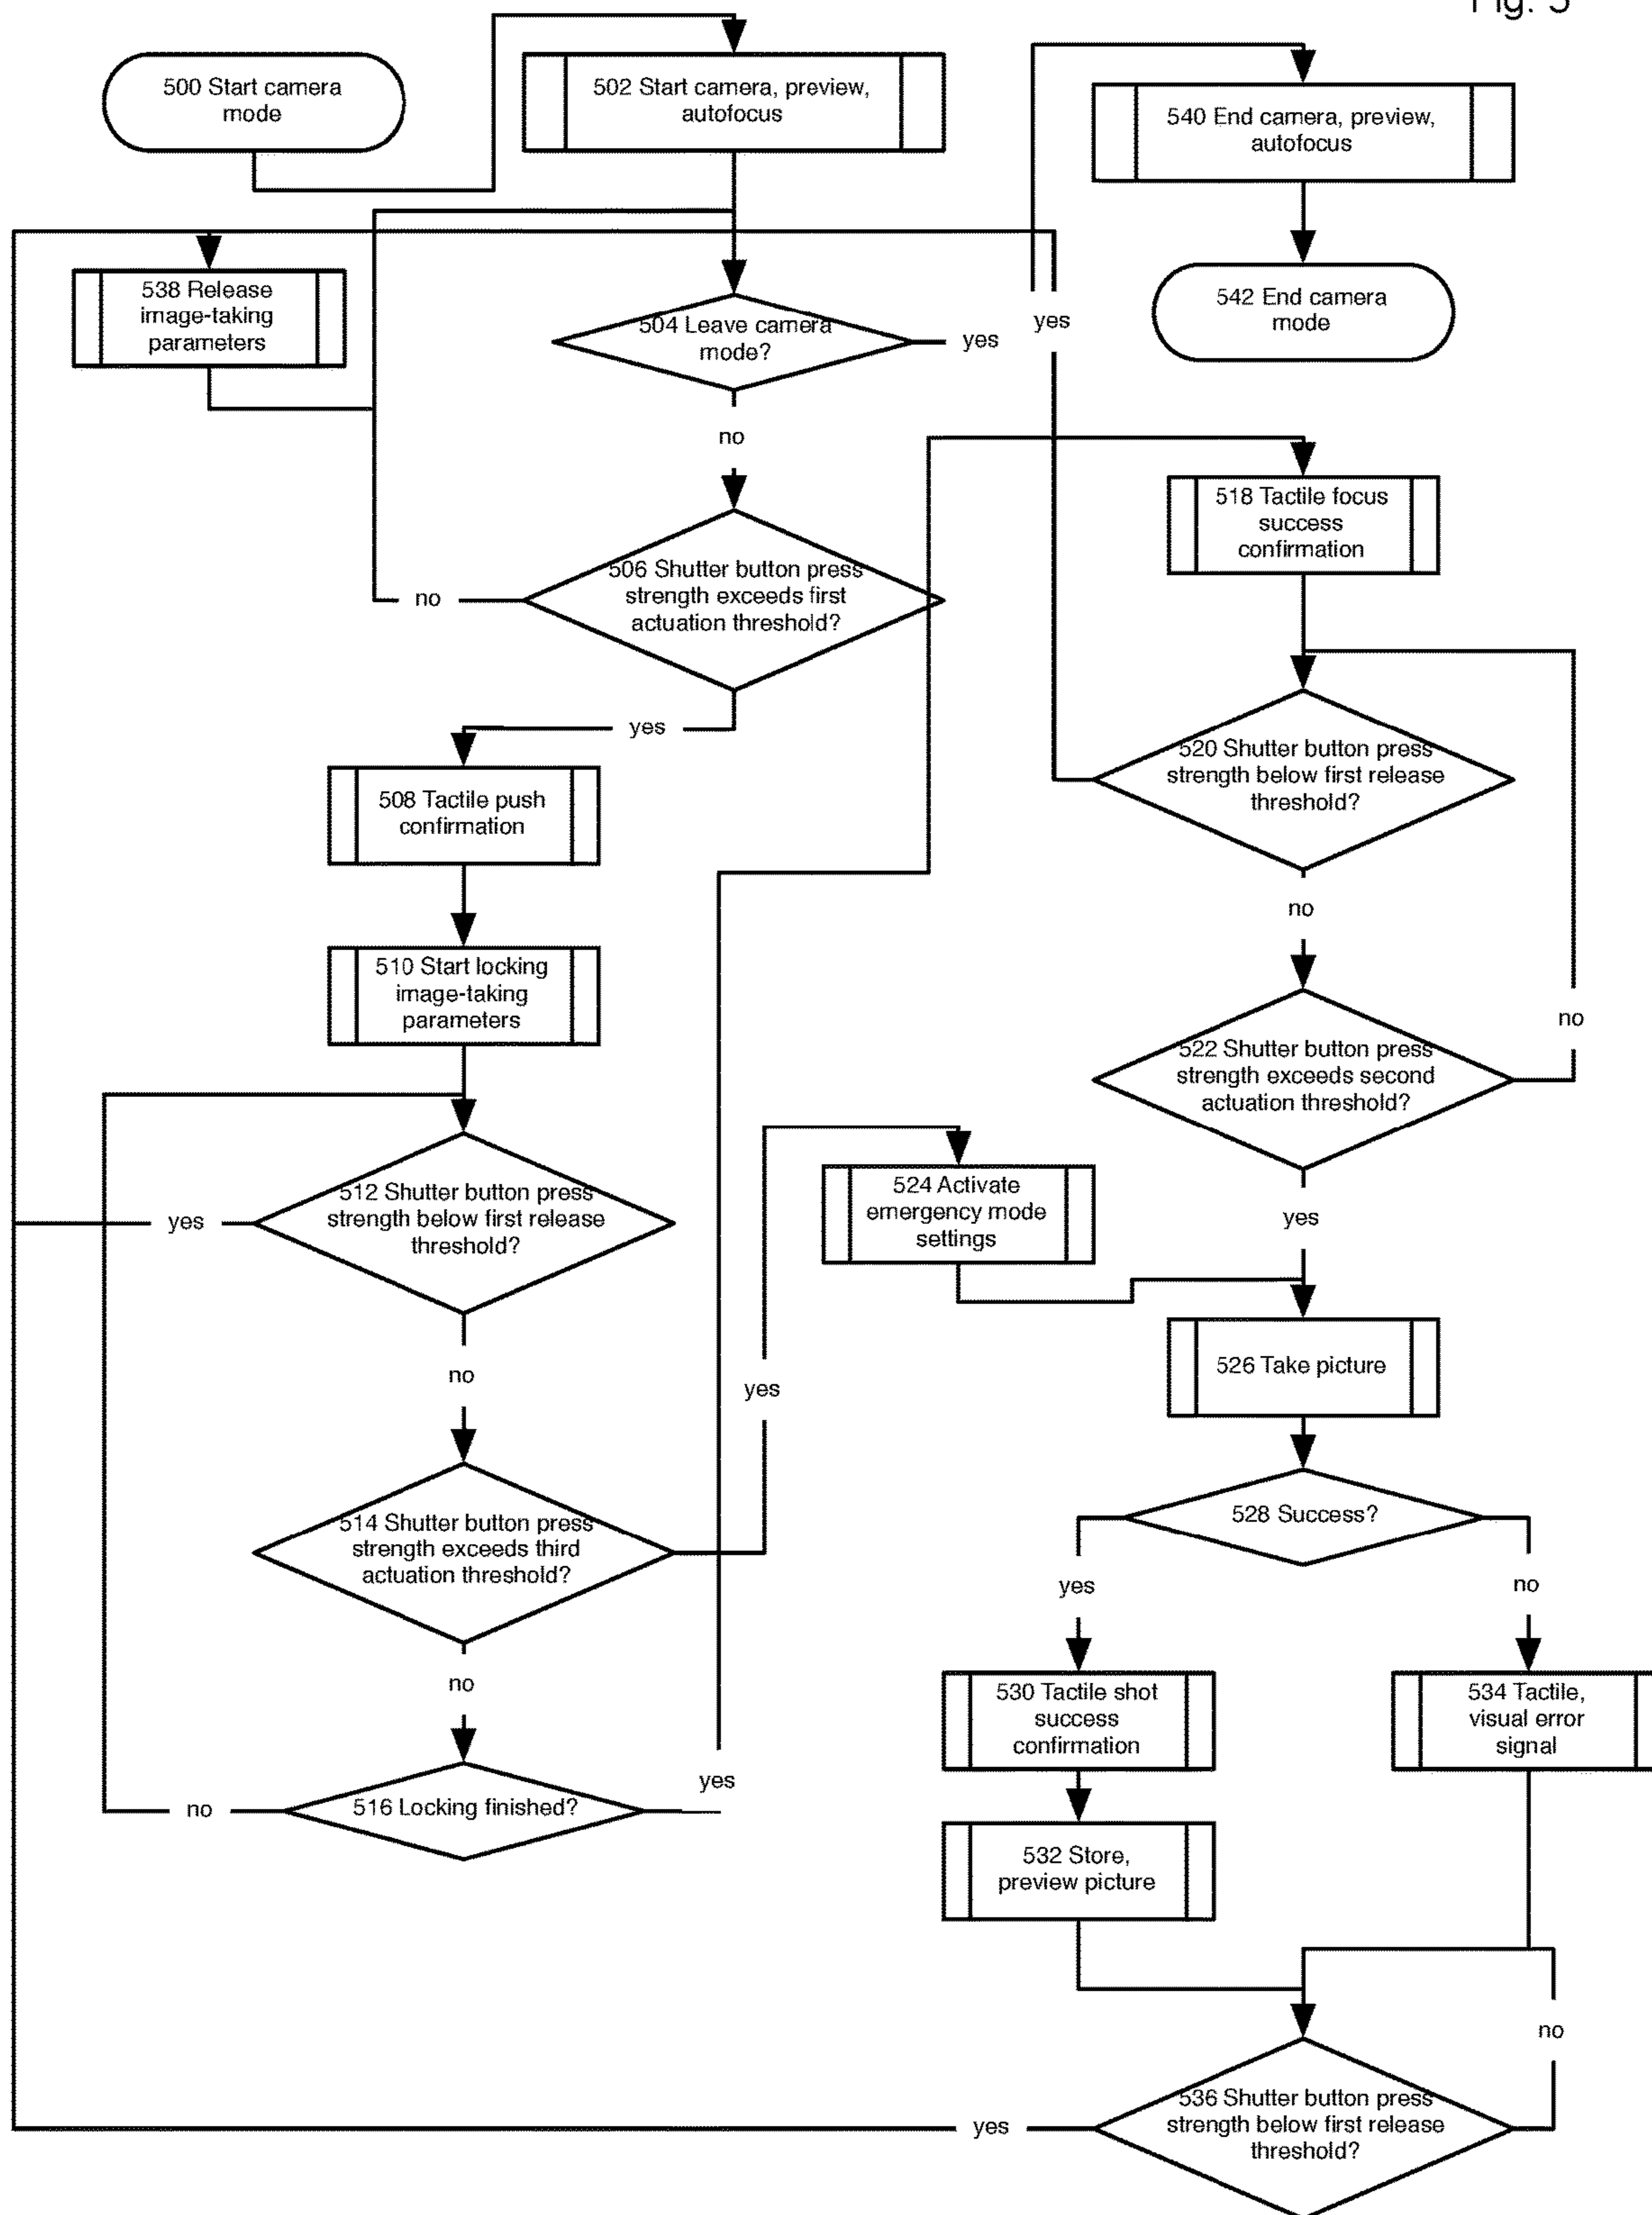 Fig. 5
500 Start camera
mode
502 Start camera, preview,
autofocus
540 End camera, preview,
autofocus
538 Release
image-taking
parameters
504 Leave camera
mode?
yes
yes
542 End camera
mode
no
518 Tactile focus
success
confirmation
506 Shutter button press
strength exceeds first
actuation threshold?
no
yes
520 Shutter button press
strength below first release
threshold?
508 Tactile push
confirmation
no
510 Start locking
image-taking
parameters
no
522 Shutter button press
strength exceeds second
actuation threshold?
512 Shutter button press
strength below first release
threshold?
yes
524 Activate
emergency mode
settings
yes
no
yes
526 Take picture
514 Shutter button press
strength exceeds third
actuation threshold?
528 Success?
yes
no
no
530 Tactile shot
success
confirmation
534 Tactile,
visual error
signal
yes
no
516 Locking finished?
532 Store,
preview picture
no
536 Shutter button press
strength below first release
threshold?
yes